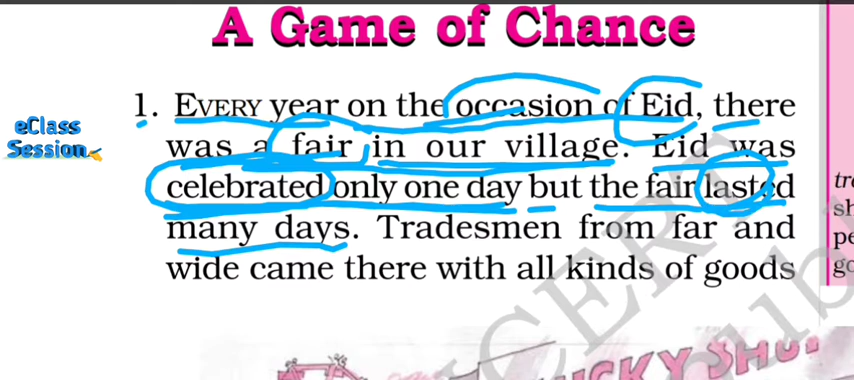 A Game of Chance
1. EVERY year on the occasion of Eid, there
was a fair in our village. Eid was
celebrated only one day but the fair lasted
many days. Tradesmen from far and
wide came there with all kinds of goods
eClass
Session
NCERT